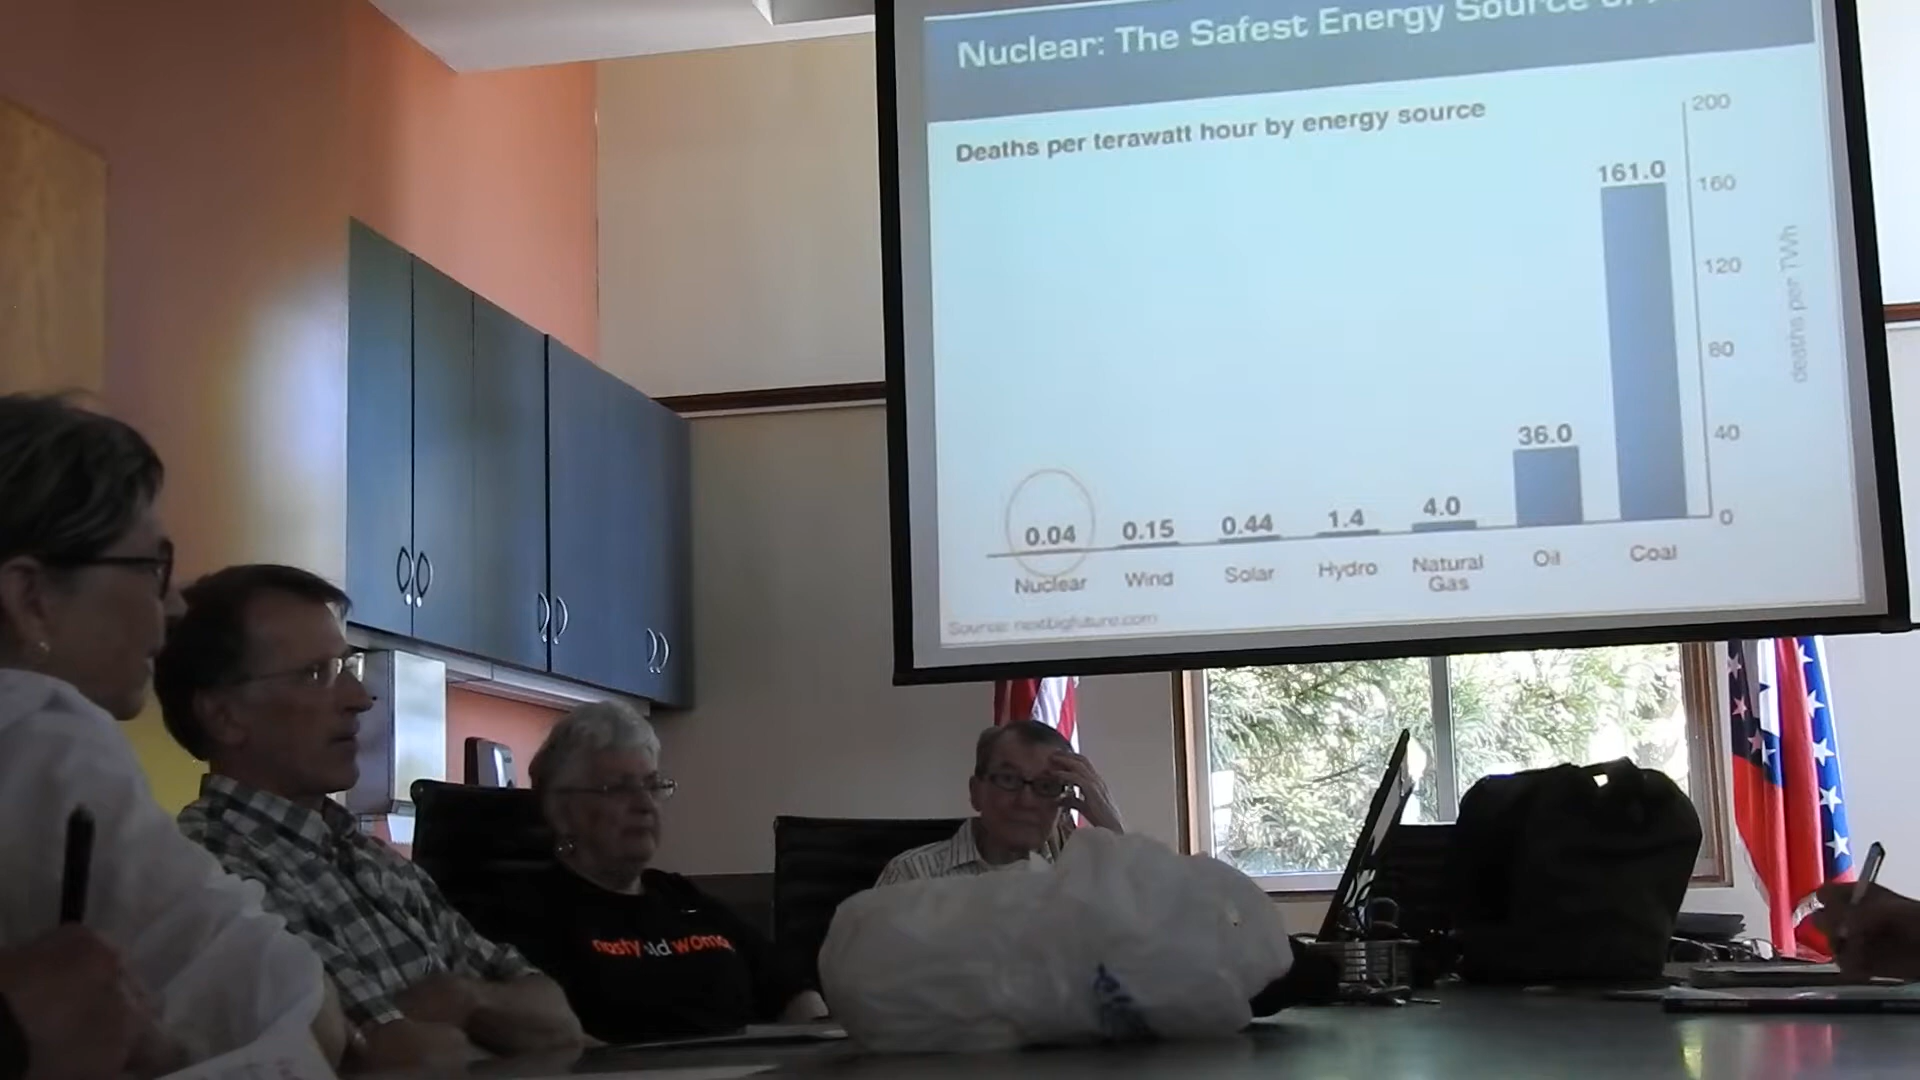 Nuclear: The Safest Energy Source
Deaths per terawatt hour by energy source
200
161.0
160
120
deaths per TWh
80
40
36.0
4.0
1.4
0.44
0.15
0.04
0
Nuclear
Wind
Solar
Hydro
Natural
Gas
Oil
Coal
Source: nextbigfuture.com
nasty old woma